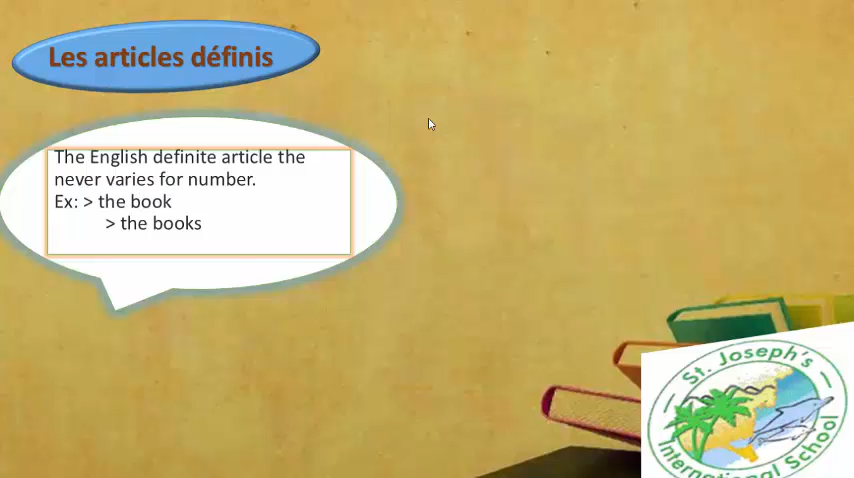 Les articles définis
The English definite article the
never varies for number.
Ex: > the book
> the books
St. Joseph's
International School